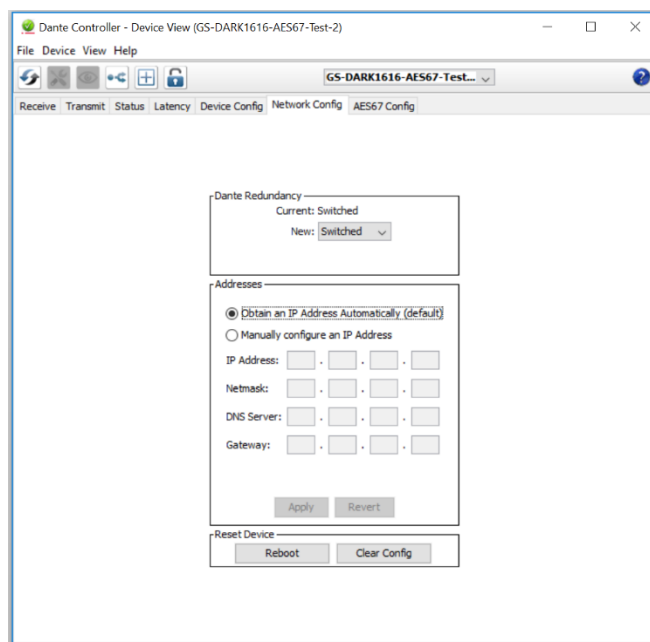 Dante Controller - Device View (GS-DARK1616-AES67-Test-2)
File Device View Help
GS-DARK1616-AES67-Test...
?
Receive Transmit Status Latency Device Config Network Config AES67 Config
Dante Redundancy
Current: Switched
New: Switched
Addresses
Obtain an IP Address Automatically (default)
Manually configure an IP Address
IP Address: . . .
Netmask: . . .
DNS Server: . . .
Gateway: . . .
Apply Revert
Reset Device
Reboot Clear Config